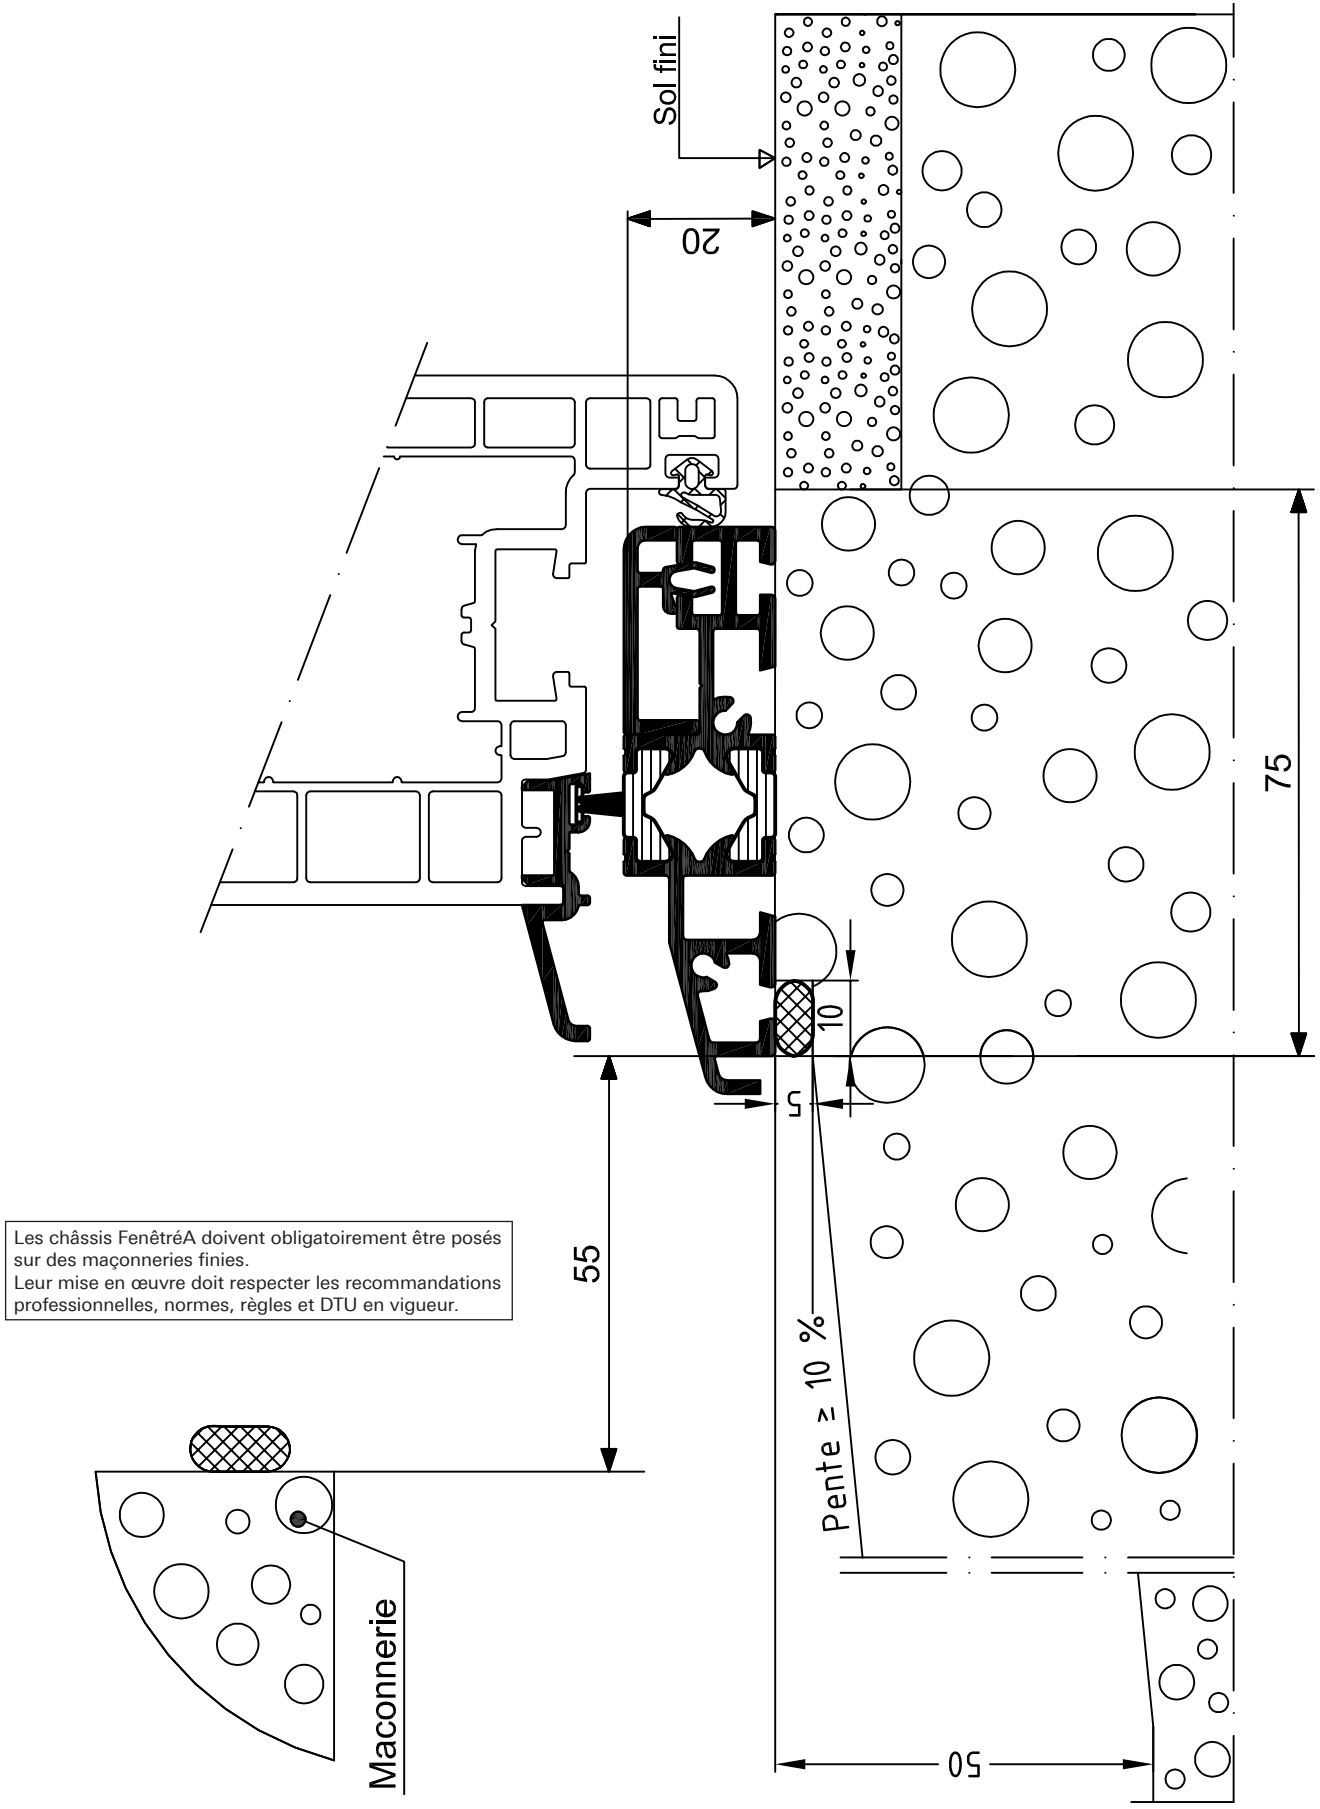 Sol fini
20
75
10
5
55
Les châssis FenêtréA doivent obligatoirement être posés
sur des maçonneries finies.
Leur mise en œuvre doit respecter les recommandations
professionnelles, normes, règles et DTU en vigueur.
Pente ≥ 10 %
Maconnerie
50